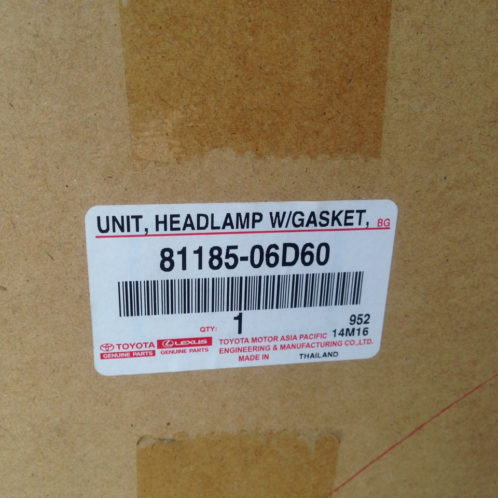 UNIT, HEADLAMP W/GASKET, BG
81185-06D60
QTY: 1 952
14M16
TOYOTA LEXUS TOYOTA MOTOR ASIA PACIFIC
GENUINE PARTS GENUINE PARTS ENGINEERING & MANUFACTURING CO.,LTD.
MADE IN THAILAND